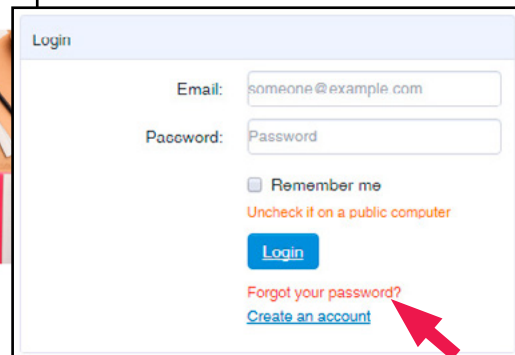 Login
Email: someone@example.com
Password: Password
Remember me
Uncheck if on a public computer
Login
Forgot your password?
Create an account